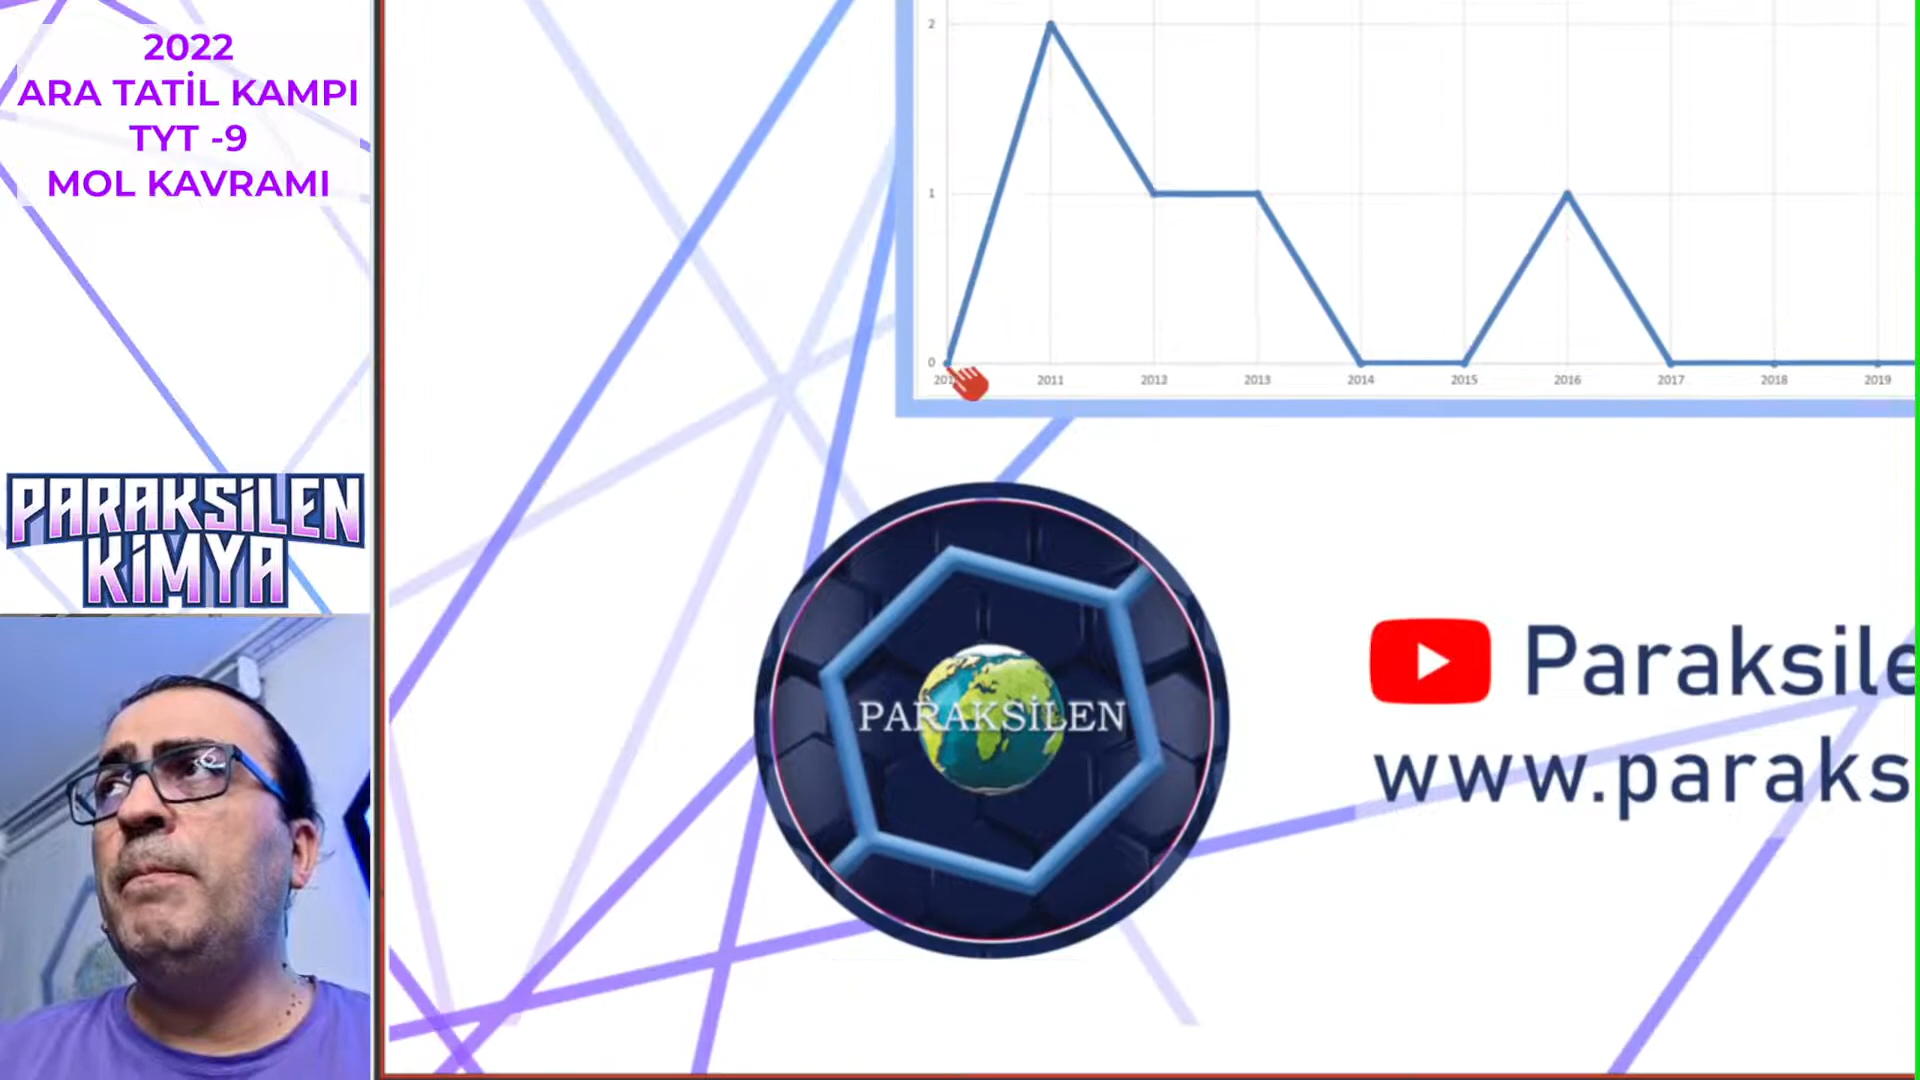 2022
ARA TATİL KAMPI
TYT -9
MOL KAVRAMI
PARAKSİLEN
KİMYA
2
1
0
2011
2012
2013
2014
2015
2016
2017
2018
2019
PARAKSİLEN
Paraksile
www.paraks